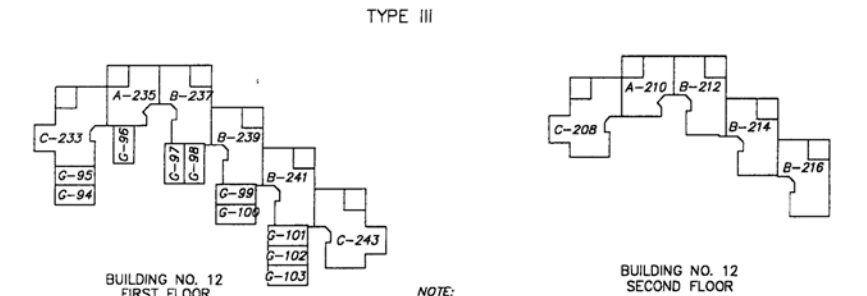 TYPE III
A-235 B-237
C-233
G-96
B-239
G-97
G-98
G-95
G-94
B-241
G-99
G-100
G-101
C-243
G-102
G-103
BUILDING NO. 12
FIRST FLOOR
NOTE:
A-210 B-212
C-208
B-214
B-216
BUILDING NO. 12
SECOND FLOOR